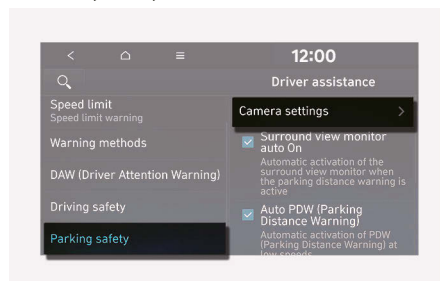 12:00
Driver assistance
Speed limit
Speed limit warning
Warning methods
DAW (Driver Attention Warning)
Driving safety
Parking safety
Camera settings
Surround view monitor
auto On
Automatic activation of the
surround view monitor when
the parking distance warning is
active
Auto PDW (Parking
Distance Warning)
Automatic activation of PDW
(Parking Distance Warning) at
low speeds